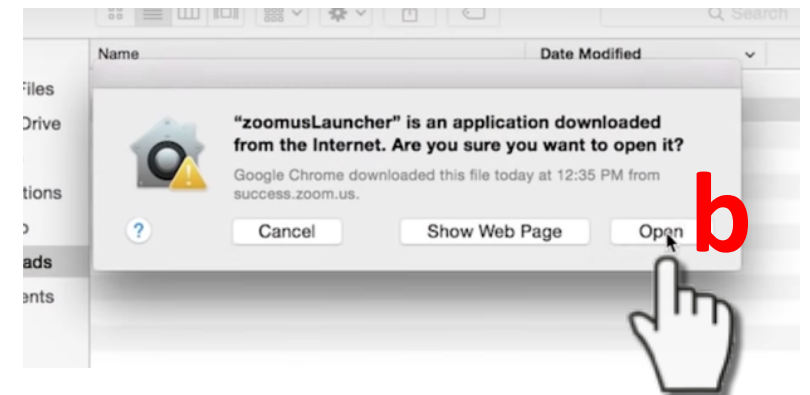 Search
Name Date Modified
iles
Drive
tions
ads
ents
“zoomusLauncher” is an application downloaded
from the Internet. Are you sure you want to open it?
Google Chrome downloaded this file today at 12:35 PM from
success.zoom.us.
? Cancel Show Web Page Open
b